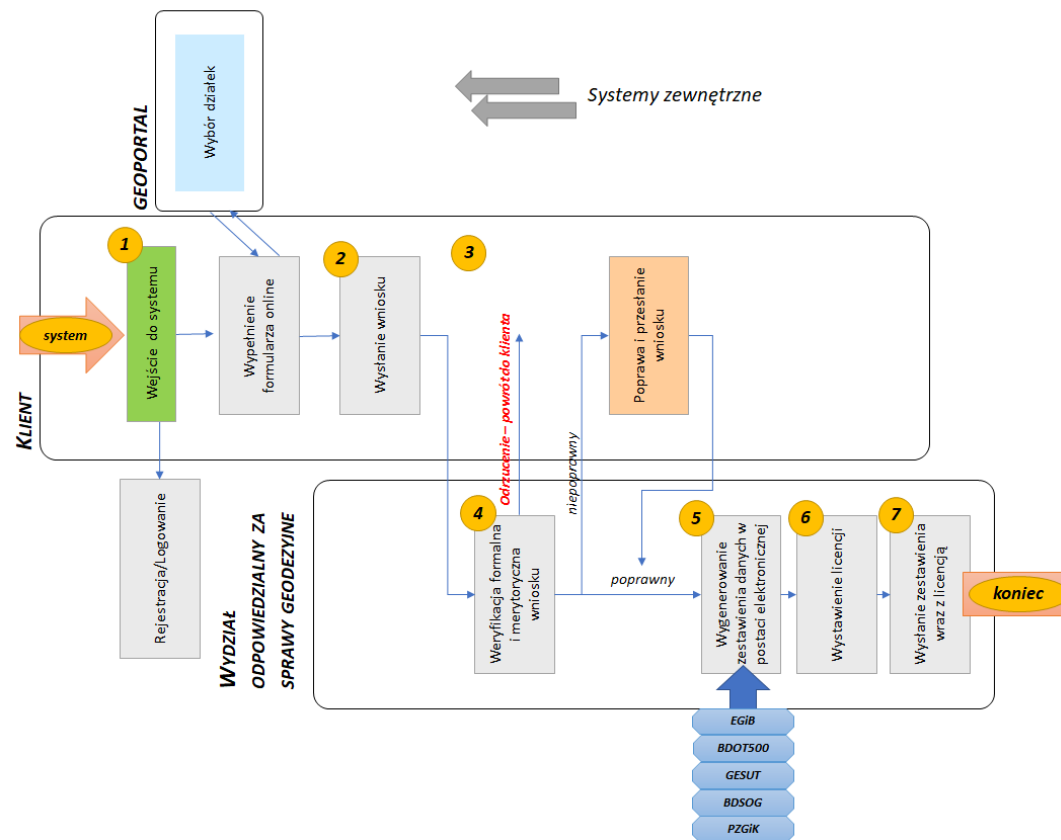 GEOPORTAL
Wybór działek
Systemy zewnętrzne
KLIENT
system
1
Wejście do systemu
Wypełnienie
formularza online
2
Wysłanie wniosku
3
Odrzucenie – powrót do klienta
niepoprawny
Poprawa i przesłanie
wniosku
Rejestracja/Logowanie
WYDZIAŁ
ODPOWIEDZIALNY ZA
SPRAWY GEODEZYJNE
4
Weryfikacja formalna
i merytoryczna
wniosku
poprawny
5
Wygenerowanie
zestawienia danych w
postaci elektronicznej
6
Wystawienie licencji
7
Wysłanie zestawienia
wraz z licencją
koniec
EGiB
BDOT500
GESUT
BDSOG
PZGiK